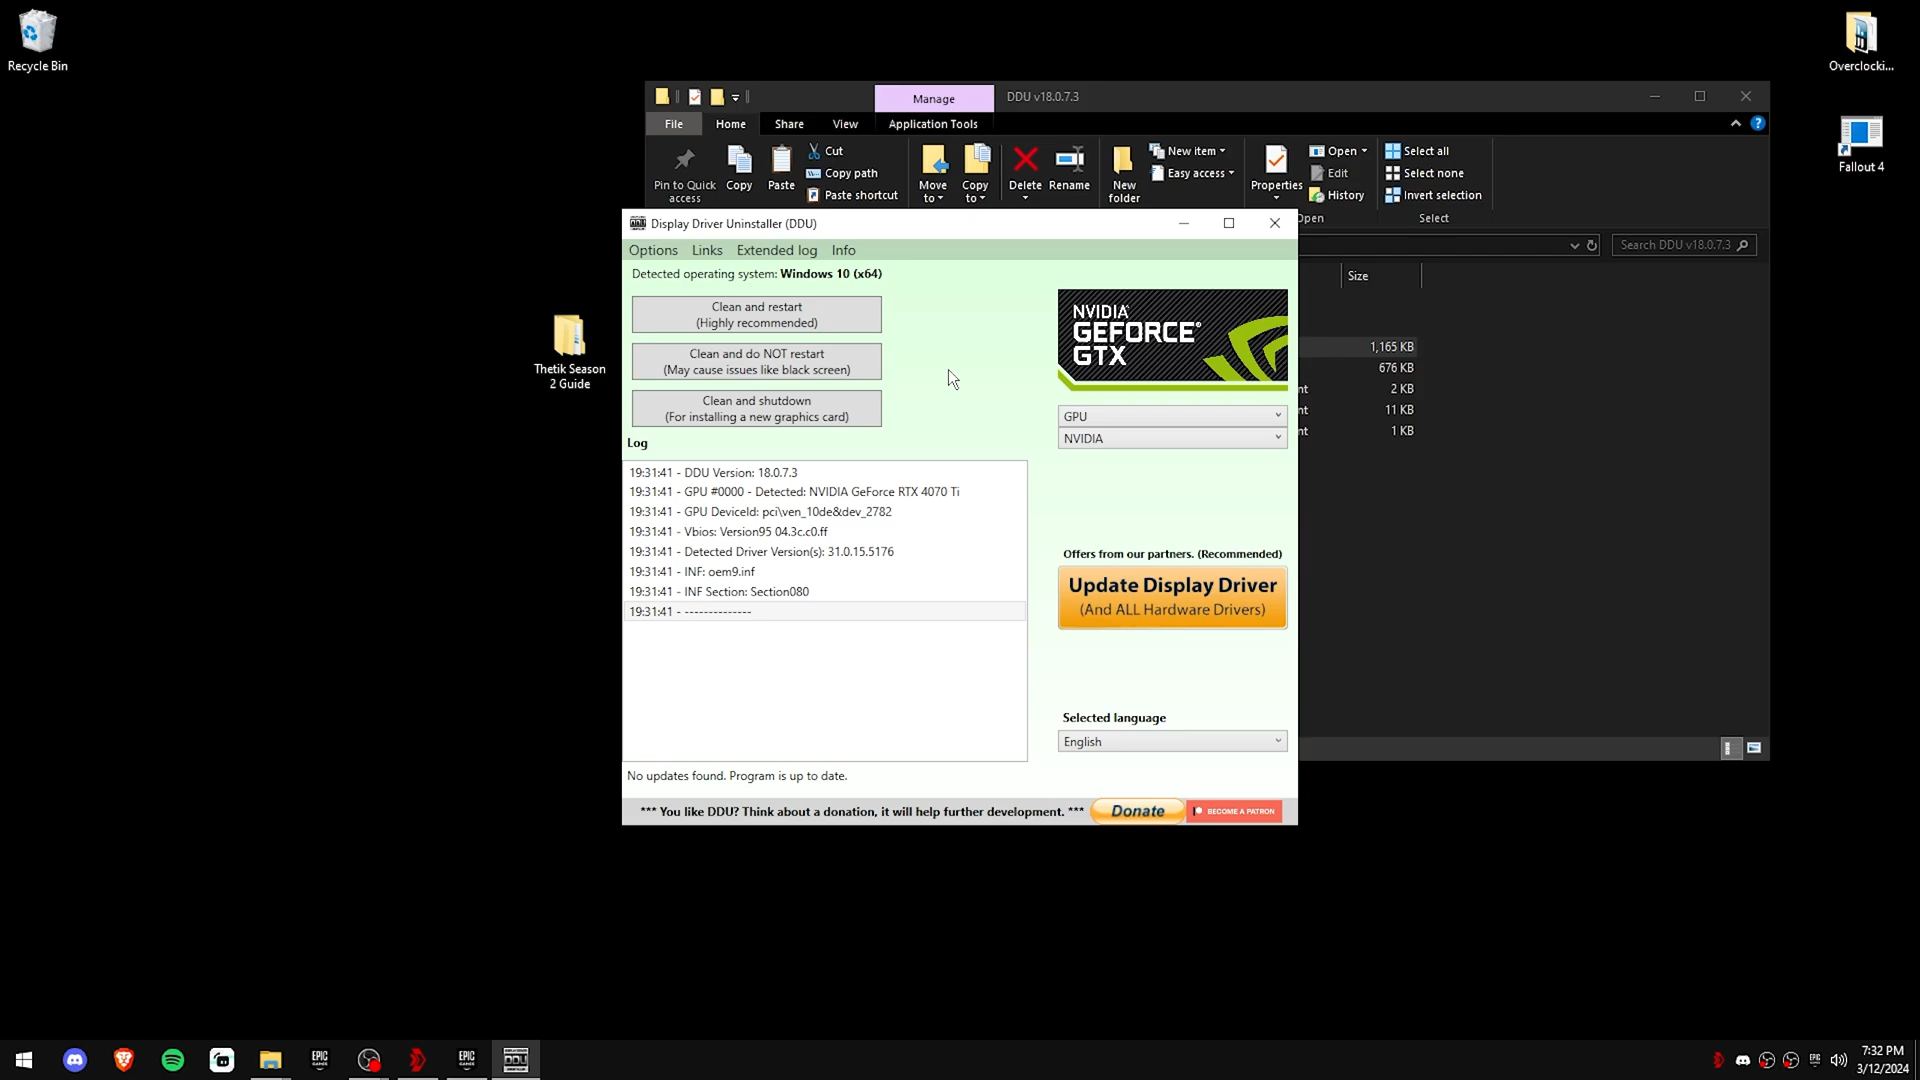 Recycle Bin
Overclocki...
Fallout 4
Thetik Season
2 Guide
Manage
DDU v18.0.7.3
File
Home
Share
View
Application Tools
Pin to Quick
access
Copy
Paste
Cut
Copy path
Paste shortcut
Move
to
Copy
to
Delete
Rename
New
folder
New item
Easy access
Properties
Open
Edit
History
Select all
Select none
Invert selection
Open
Select
Search DDU v18.0.7.3
Size
1,165 KB
676 KB
nt 2 KB
nt 11 KB
nt 1 KB
Display Driver Uninstaller (DDU)
Options Links Extended log Info
Detected operating system: Windows 10 (x64)
Clean and restart
(Highly recommended)
Clean and do NOT restart
(May cause issues like black screen)
Clean and shutdown
(For installing a new graphics card)
NVIDIA
GEFORCE
GTX
GPU
NVIDIA
Log
19:31:41 - DDU Version: 18.0.7.3
19:31:41 - GPU #0000 - Detected: NVIDIA GeForce RTX 4070 Ti
19:31:41 - GPU DeviceId: pci\ven_10de&dev_2782
19:31:41 - Vbios: Version95 04.3c.c0.ff
19:31:41 - Detected Driver Version(s): 31.0.15.5176
19:31:41 - INF: oem9.inf
19:31:41 - INF Section: Section080
19:31:41 - --------------
Offers from our partners. (Recommended)
Update Display Driver
(And ALL Hardware Drivers)
Selected language
English
No updates found. Program is up to date.
*** You like DDU? Think about a donation, it will help further development. ***
Donate
BECOME A PATRON
EPIC
GAMES
EPIC
GAMES
DDU
EPIC
7:32 PM
3/12/2024